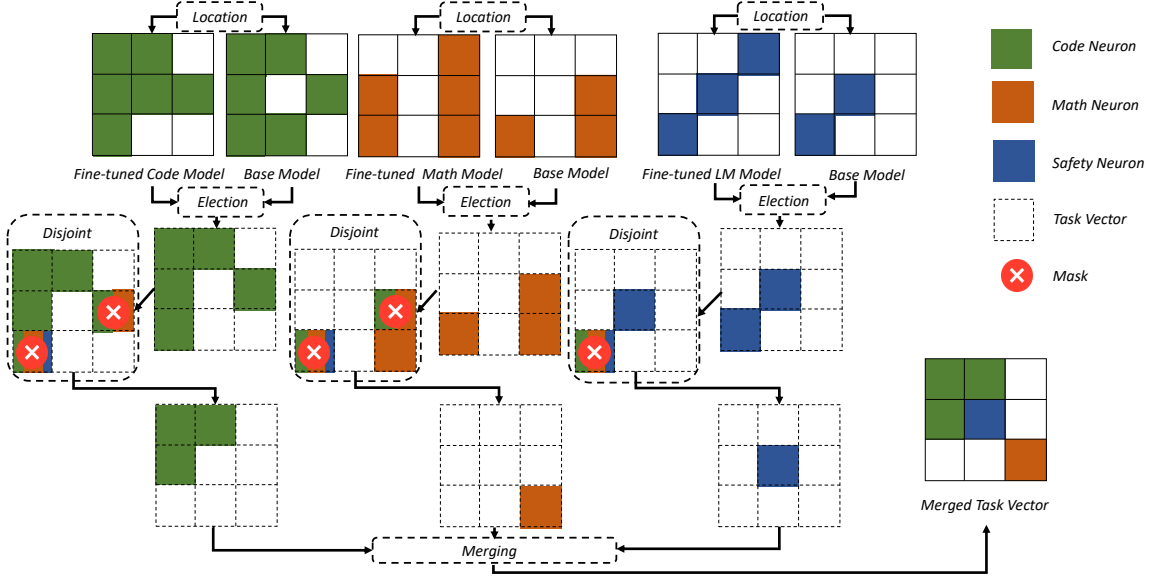 Location
Location
Location
Code Neuron
Math Neuron
Safety Neuron
Task Vector
Mask
Fine-tuned Code Model
Base Model
Fine-tuned Math Model
Base Model
Fine-tuned LM Model
Base Model
Election
Election
Election
Disjoint
Disjoint
Disjoint
Merged Task Vector
Merging